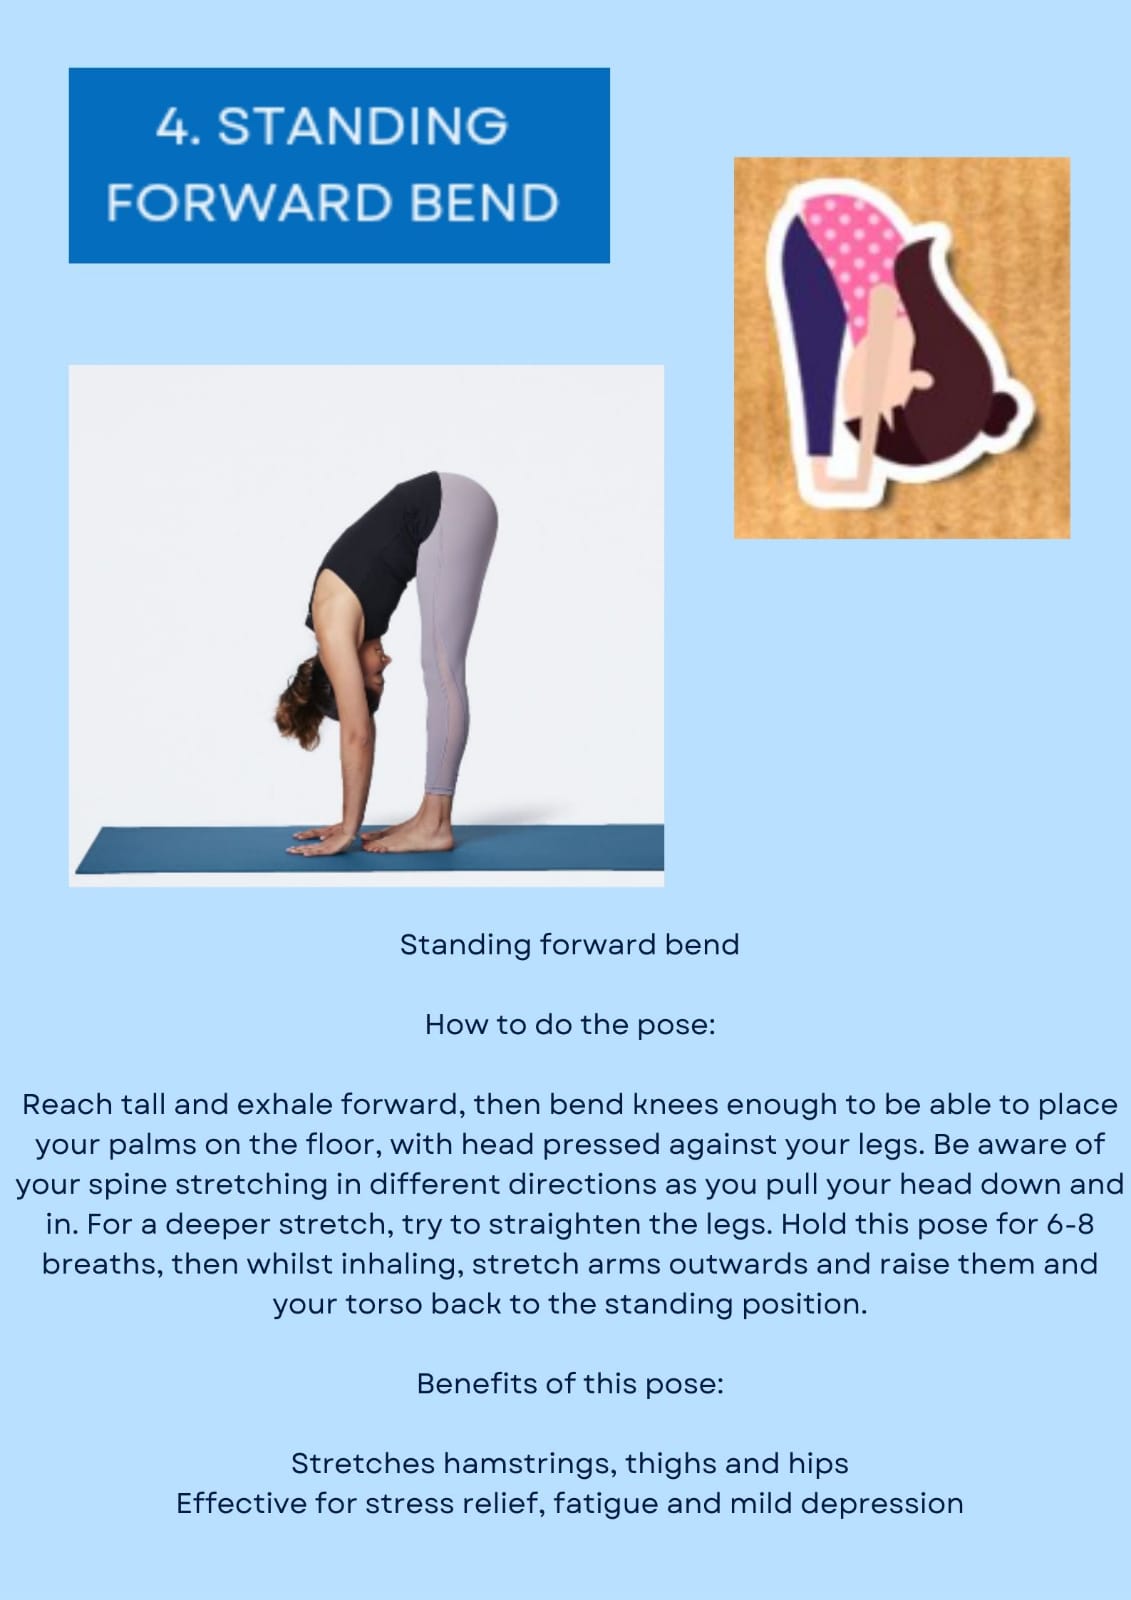 4. STANDING
FORWARD BEND
Standing forward bend
How to do the pose:
Reach tall and exhale forward, then bend knees enough to be able to place
your palms on the floor, with head pressed against your legs. Be aware of
your spine stretching in different directions as you pull your head down and
in. For a deeper stretch, try to straighten the legs. Hold this pose for 6-8
breaths, then whilst inhaling, stretch arms outwards and raise them and
your torso back to the standing position.
Benefits of this pose:
Stretches hamstrings, thighs and hips
Effective for stress relief, fatigue and mild depression